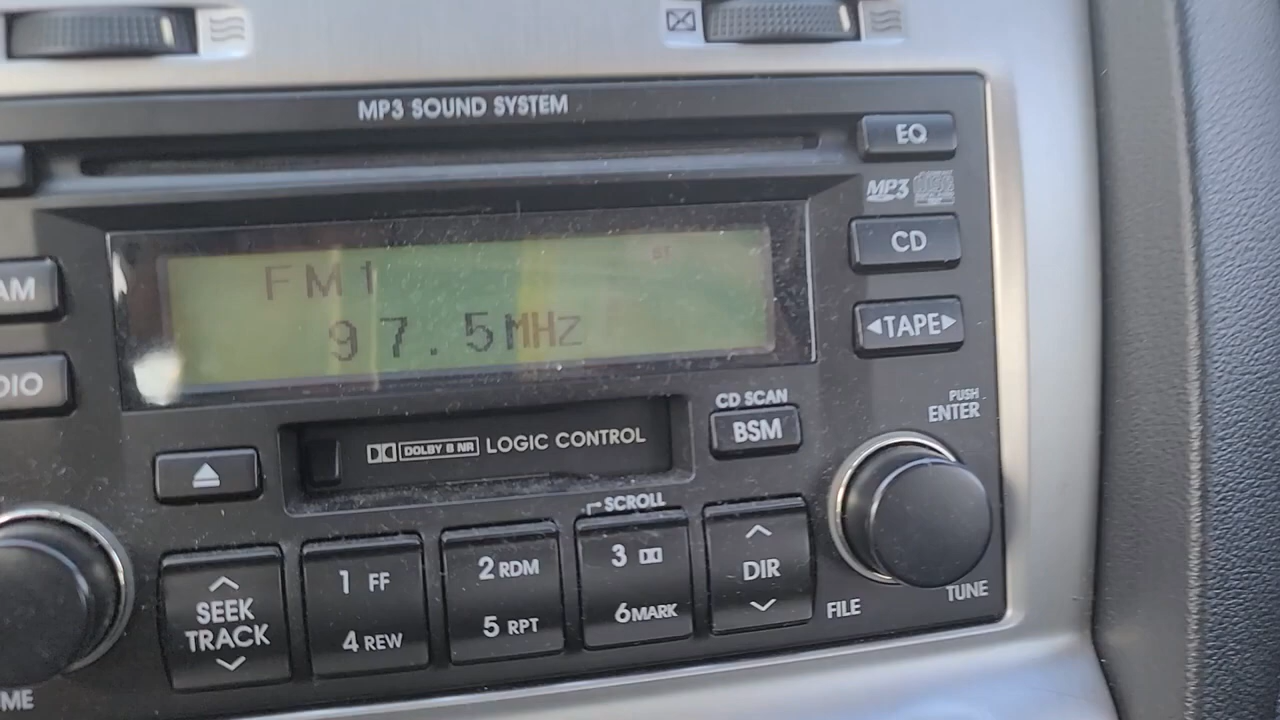 MP3 SOUND SYSTEM
EQ
MP3
CD
AM
FM1
ST
97.5MHz
◀TAPE▶
DIO
CD SCAN
BSM
PUSH
ENTER
DOLBY B NR LOGIC CONTROL
SCROLL
SEEK
TRACK
1 FF
4 REW
2 RDM
5 RPT
3
6 MARK
DIR
FILE
TUNE
ME